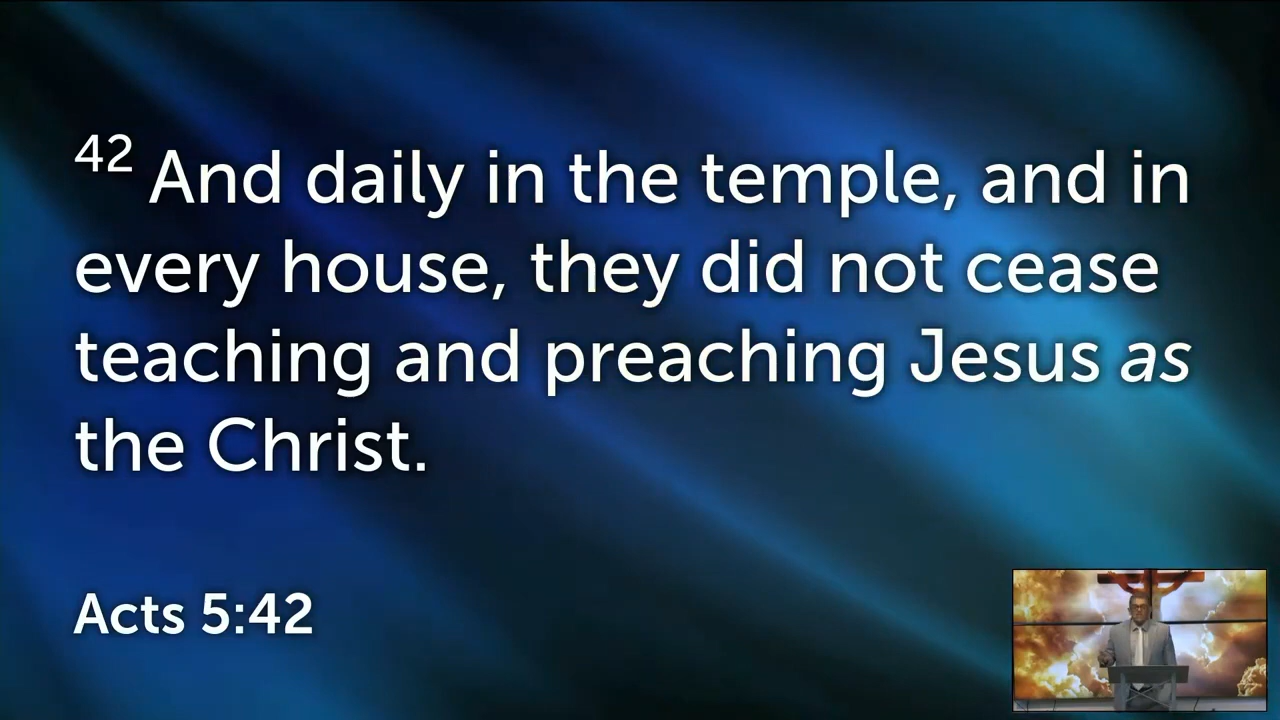 42 And daily in the temple, and in
every house, they did not cease
teaching and preaching Jesus as
the Christ.
Acts 5:42